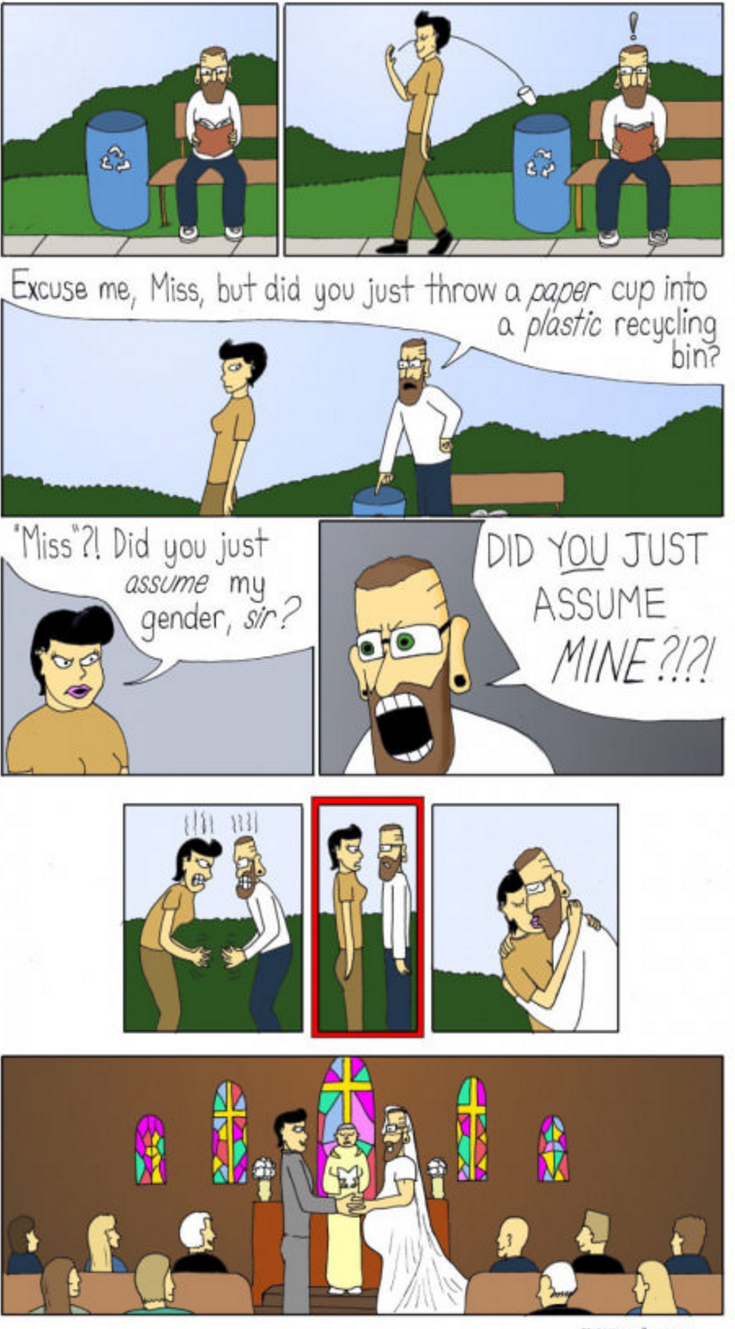 !
Excuse me, Miss, but did you just throw a paper cup into
a plastic recycling
bin?
"Miss"?! Did you just
assume my
gender, sir?
DID YOU JUST
ASSUME
MINE?!?!